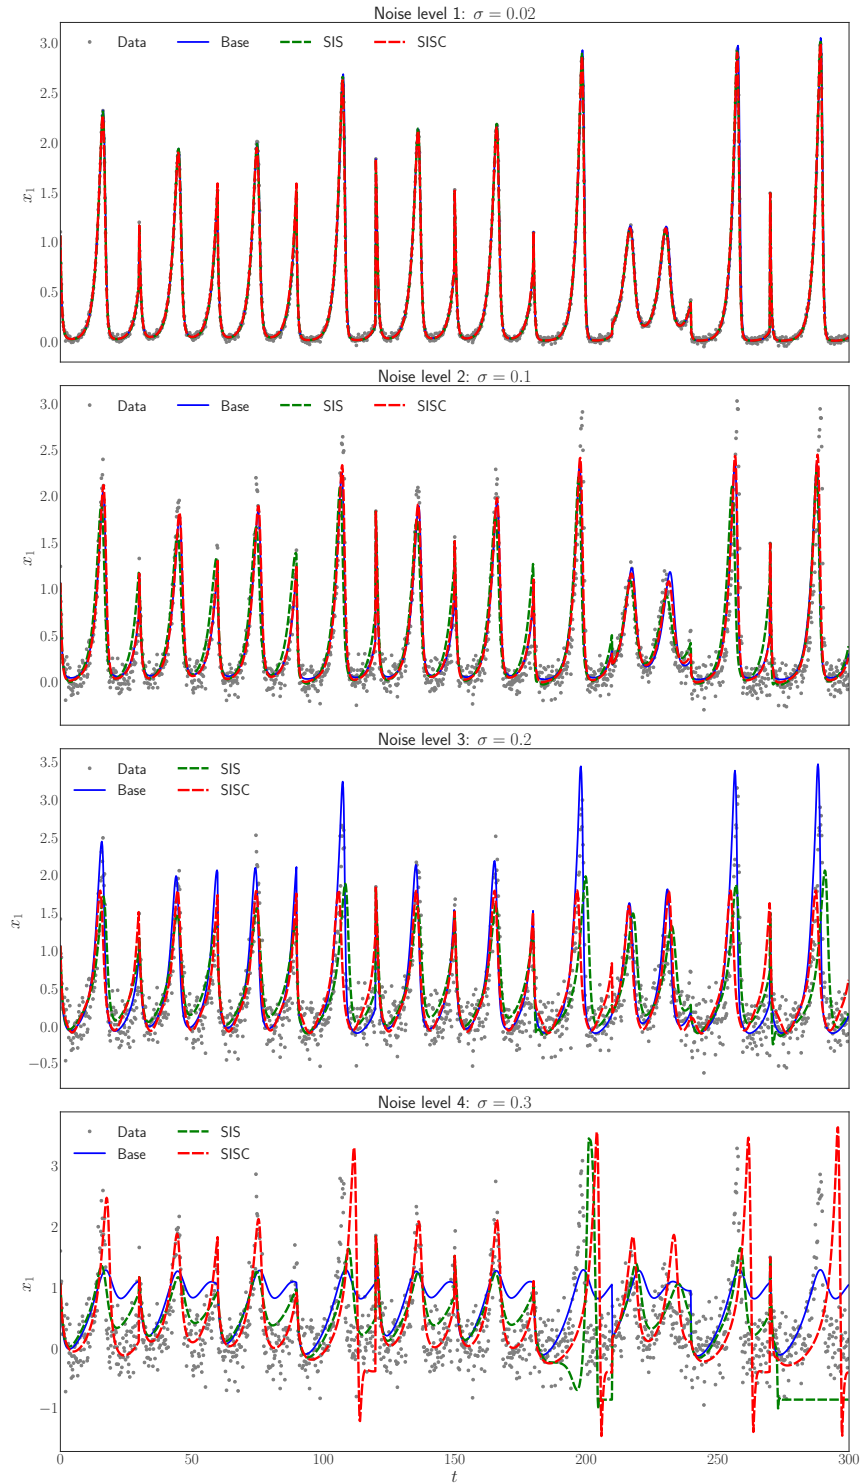 Noise level 1: σ = 0.02
Data Base SIS SISC
3.0
2.5
2.0
1.5
1.0
0.5
0.0
x₁
Noise level 2: σ = 0.1
Data Base SIS SISC
3.0
2.5
2.0
1.5
1.0
0.5
0.0
x₁
Noise level 3: σ = 0.2
Data SIS
Base SISC
3.5
3.0
2.5
2.0
1.5
1.0
0.5
0.0
−0.5
x₁
Noise level 4: σ = 0.3
Data SIS
Base SISC
3
2
1
0
−1
x₁
0 50 100 150 200 250 300
t